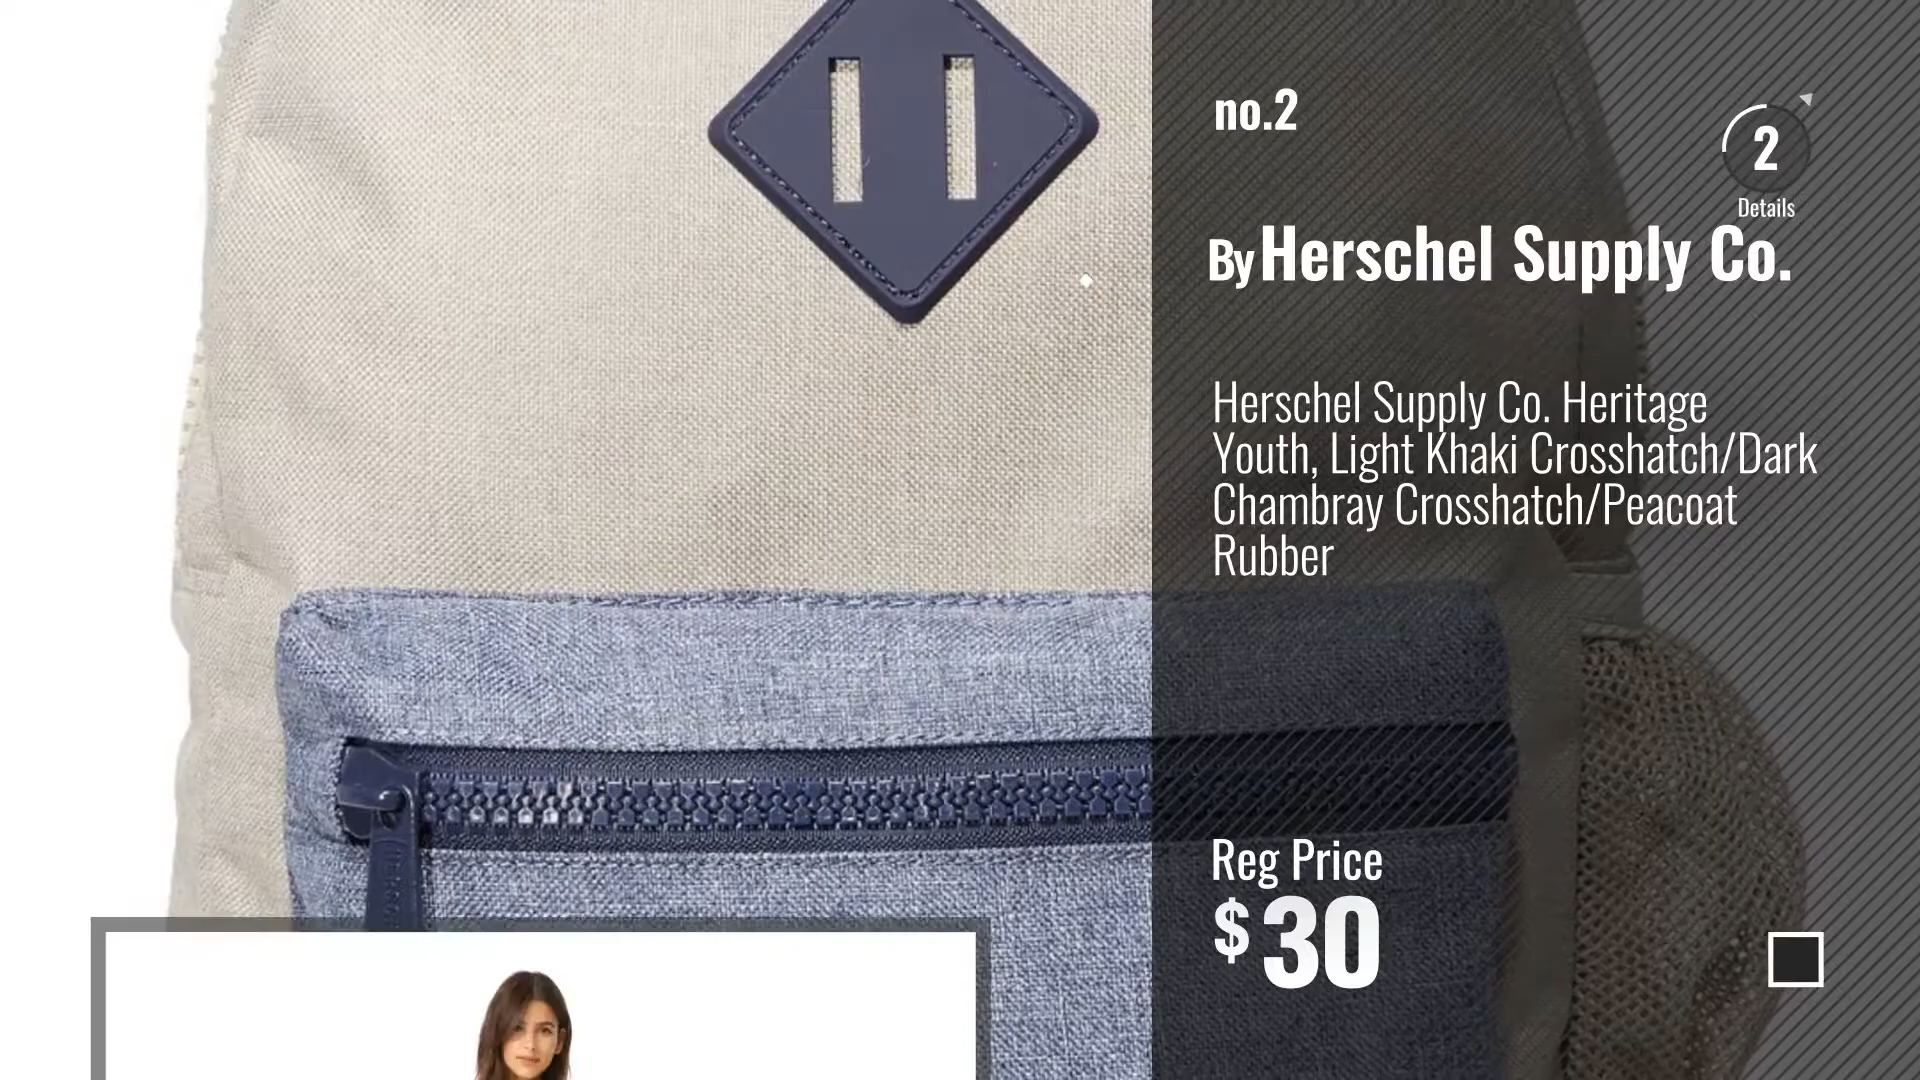 no.2
2
Details
By Herschel Supply Co.
Herschel Supply Co. Heritage
Youth, Light Khaki Crosshatch/Dark
Chambray Crosshatch/Peacoat
Rubber
Reg Price
$30